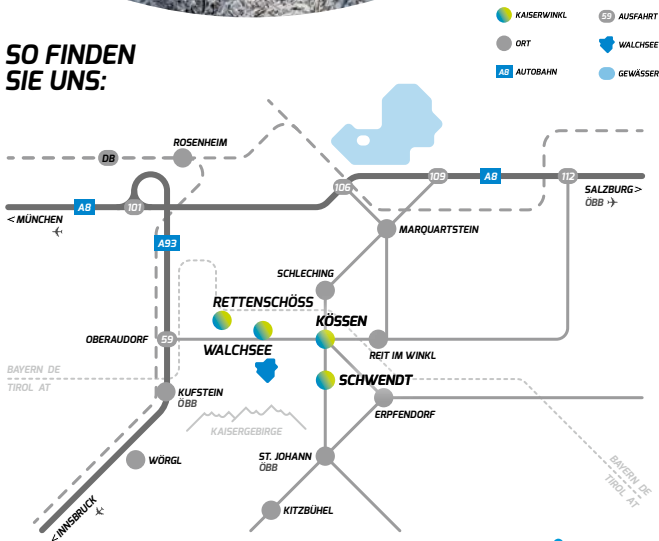 KAISERWINKL
59 AUSFAHRT
ORT
WALCHSEE
A8 AUTOBAHN
GEWÄSSER
SO FINDEN
SIE UNS:
ROSENHEIM
DB
106
109
A8
112
SALZBURG >
ÖBB
A8
101
< MÜNCHEN
A93
MARQUARTSTEIN
SCHLECHING
RETTENSCHÖSS
KÖSSEN
OBERAUDORF
59
WALCHSEE
REIT IM WINKL
BAYERN DE
TIROL AT
SCHWENDT
KUFSTEIN
ÖBB
ERPFENDORF
KAISERGEBIRGE
WÖRGL
ST. JOHANN
ÖBB
BAYERN DE
TIROL AT
KITZBÜHEL
< INNSBRUCK